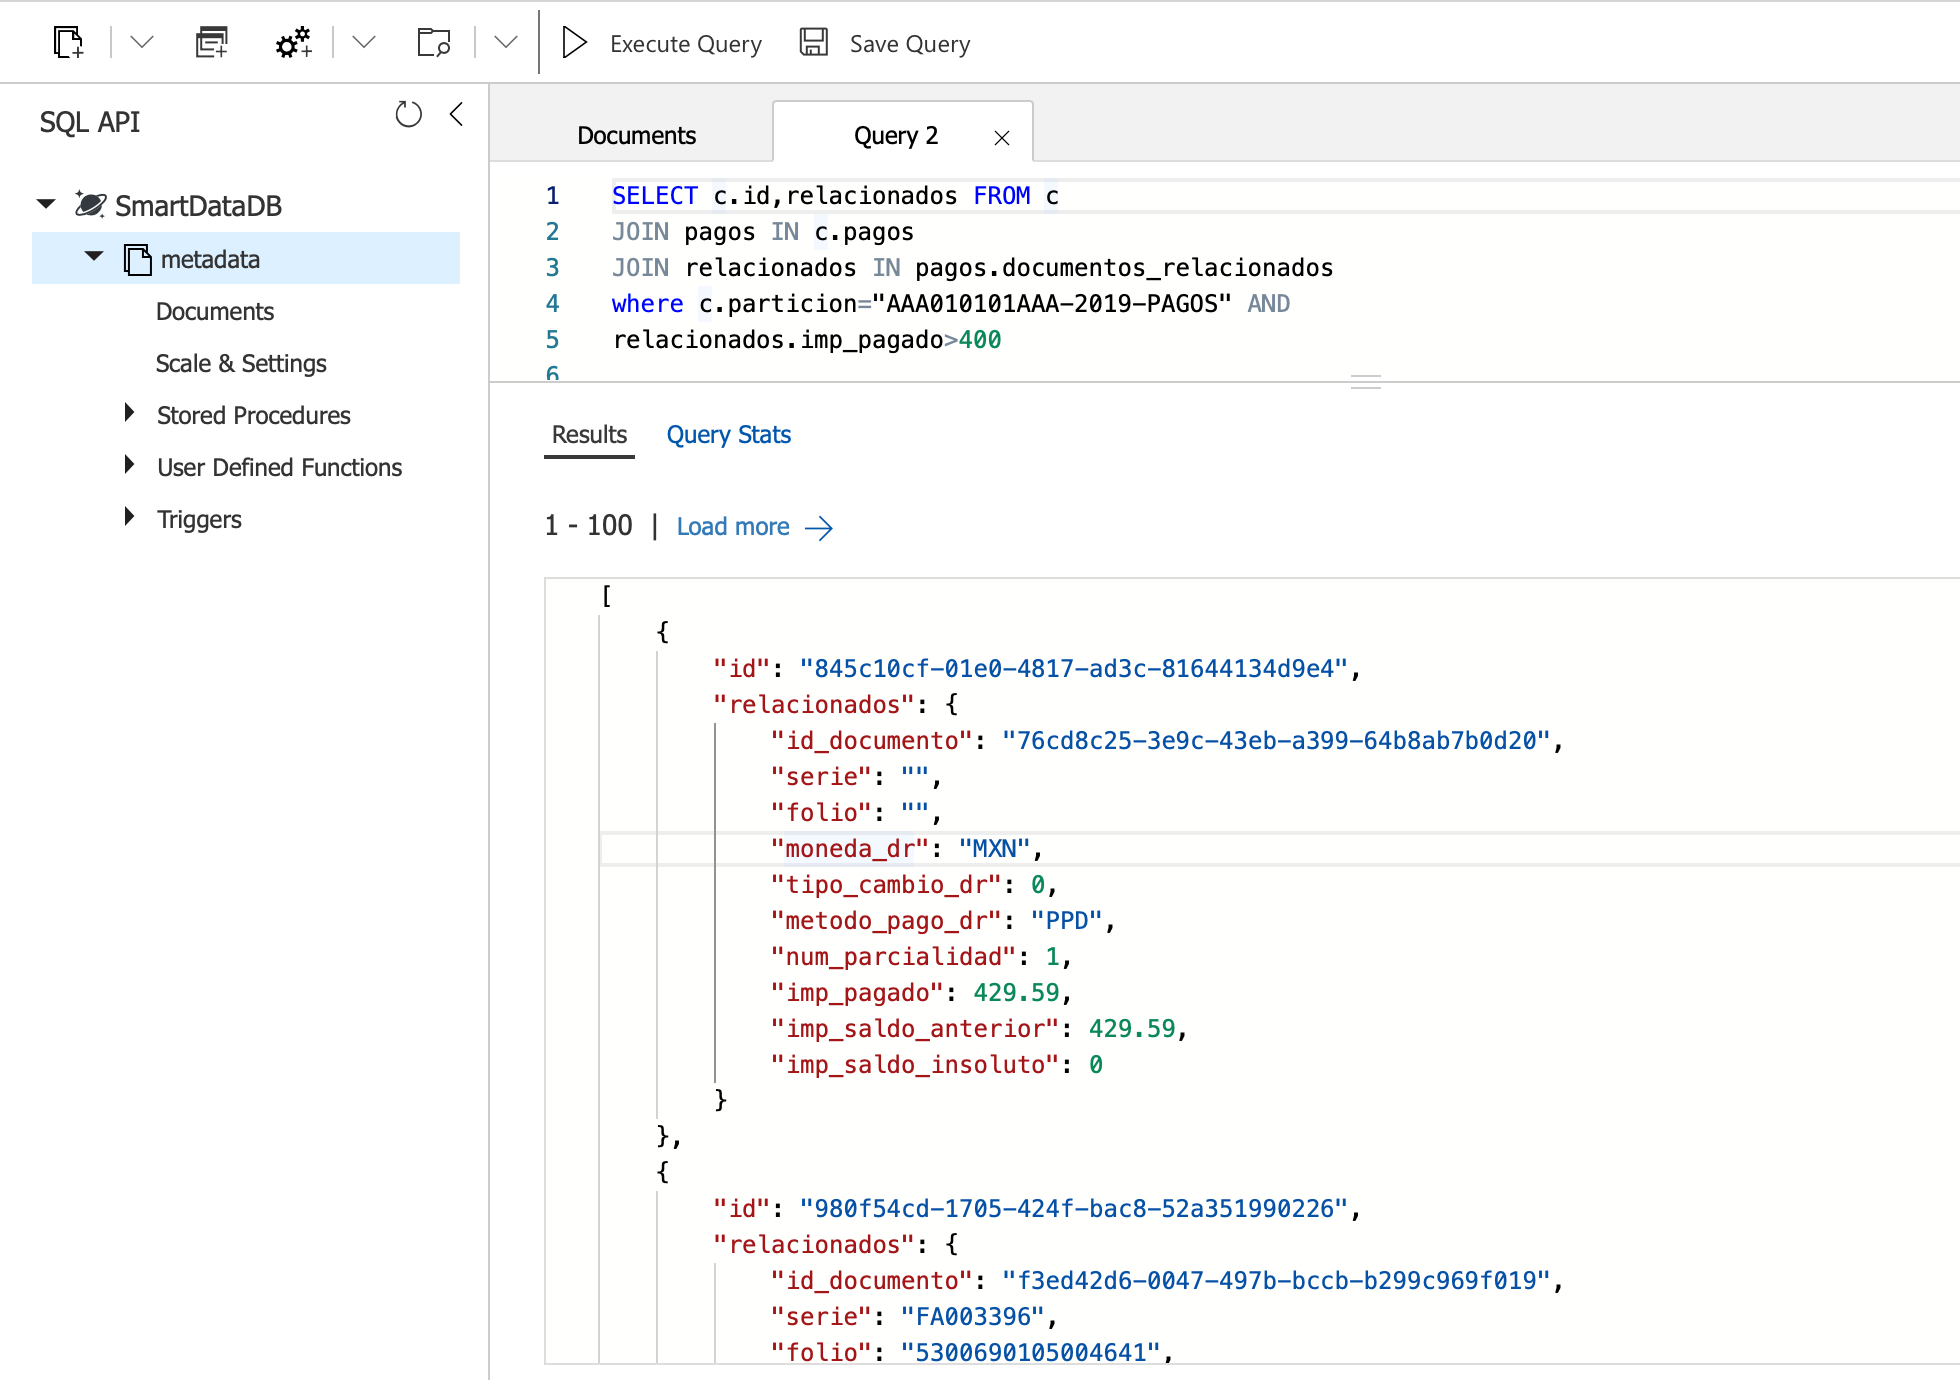 Execute Query
Save Query
SQL API
SmartDataDB
metadata
Documents
Scale & Settings
Stored Procedures
User Defined Functions
Triggers
Documents
Query 2
1 SELECT c.id,relacionados FROM c
2 JOIN pagos IN c.pagos
3 JOIN relacionados IN pagos.documentos_relacionados
4 where c.particion="AAA010101AAA-2019-PAGOS" AND
5 relacionados.imp_pagado>400
6
Results Query Stats
1 - 100 | Load more
[
{
"id": "845c10cf-01e0-4817-ad3c-81644134d9e4",
"relacionados": {
"id_documento": "76cd8c25-3e9c-43eb-a399-64b8ab7b0d20",
"serie": "",
"folio": "",
"moneda_dr": "MXN",
"tipo_cambio_dr": 0,
"metodo_pago_dr": "PPD",
"num_parcialidad": 1,
"imp_pagado": 429.59,
"imp_saldo_anterior": 429.59,
"imp_saldo_insoluto": 0
}
},
{
"id": "980f54cd-1705-424f-bac8-52a351990226",
"relacionados": {
"id_documento": "f3ed42d6-0047-497b-bccb-b299c969f019",
"serie": "FA003396",
"folio": "5300690105004641",